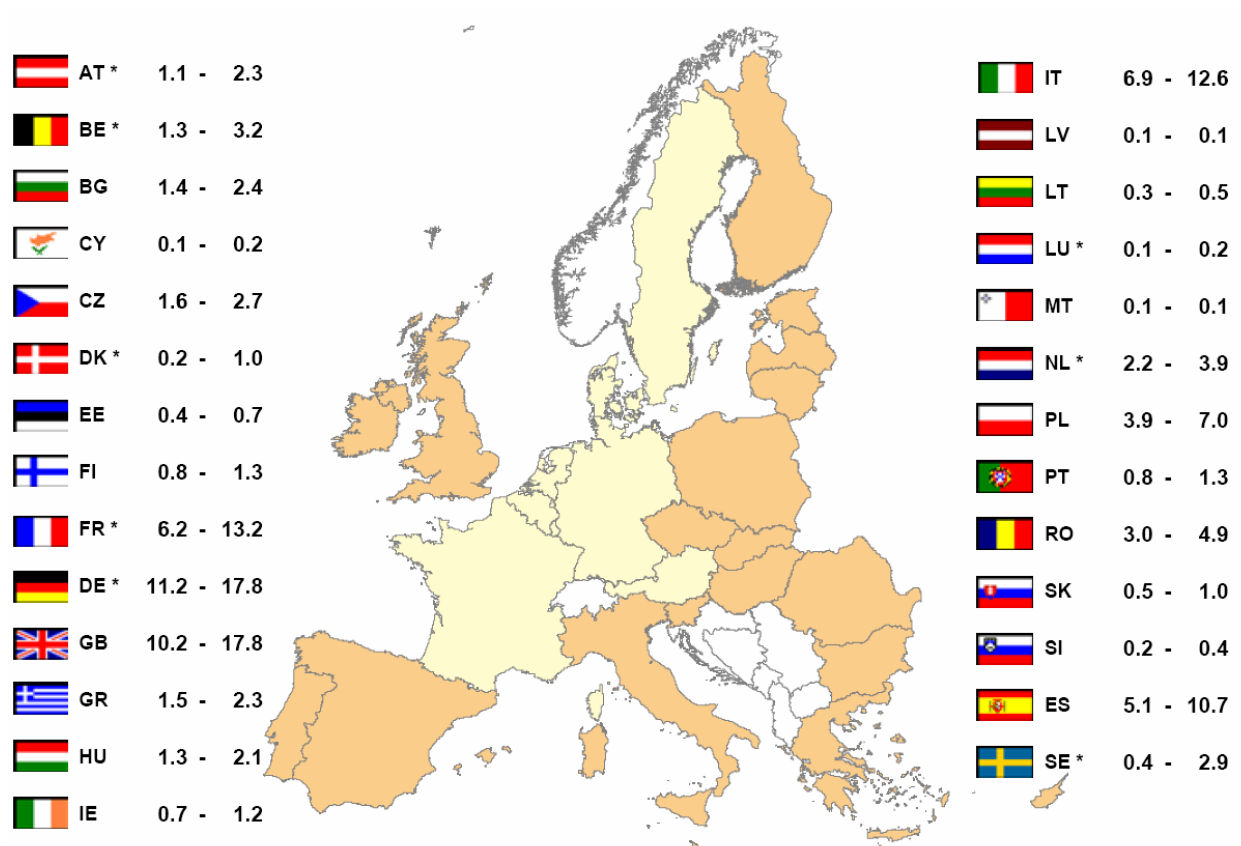 AT * 1.1 - 2.3
BE * 1.3 - 3.2
BG 1.4 - 2.4
CY 0.1 - 0.2
CZ 1.6 - 2.7
DK * 0.2 - 1.0
EE 0.4 - 0.7
FI 0.8 - 1.3
FR * 6.2 - 13.2
DE * 11.2 - 17.8
GB 10.2 - 17.8
GR 1.5 - 2.3
HU 1.3 - 2.1
IE 0.7 - 1.2
IT 6.9 - 12.6
LV 0.1 - 0.1
LT 0.3 - 0.5
LU * 0.1 - 0.2
MT 0.1 - 0.1
NL * 2.2 - 3.9
PL 3.9 - 7.0
PT 0.8 - 1.3
RO 3.0 - 4.9
SK 0.5 - 1.0
SI 0.2 - 0.4
ES 5.1 - 10.7
SE * 0.4 - 2.9